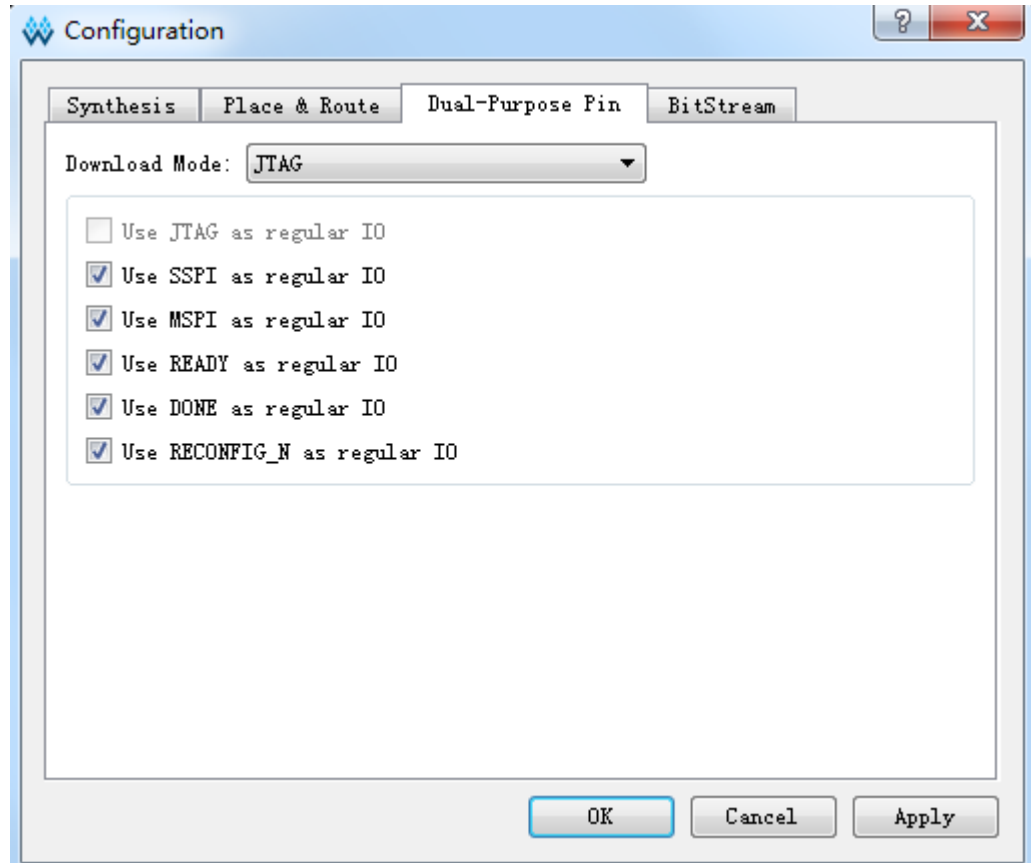 Configuration
Synthesis Place & Route Dual-Purpose Pin BitStream
Download Mode: JTAG
Use JTAG as regular IO
Use SSPI as regular IO
Use MSPI as regular IO
Use READY as regular IO
Use DONE as regular IO
Use RECONFIG_N as regular IO
OK Cancel Apply